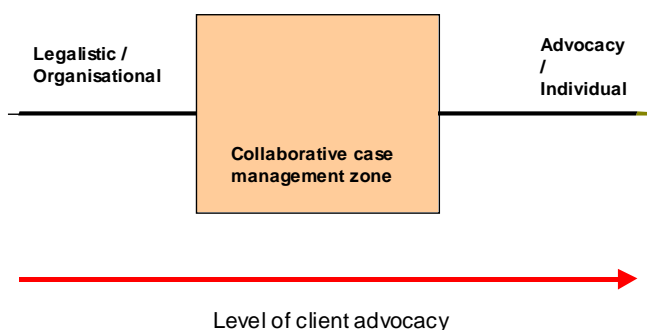 Legalistic /
Organisational
Advocacy
/
Individual
Collaborative case
management zone
Level of client advocacy